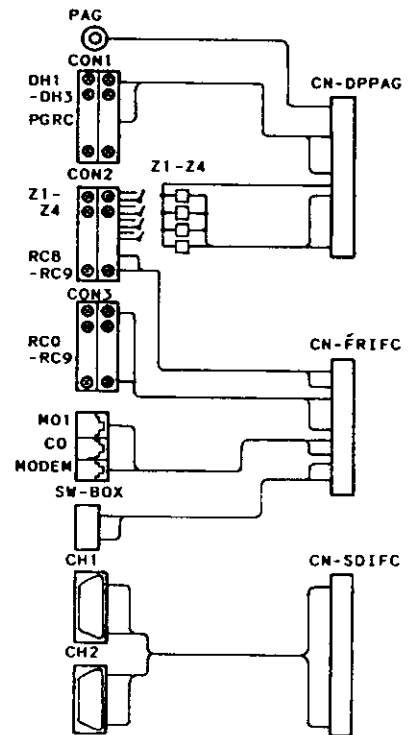 PAG
CON1
DH1
-DH3
PGRC
CN-DPPAG
CON2
Z1-
Z4
Z1-Z4
RC8
-RC9
CON3
RC0
-RC9
CN-FRIFC
MO1
CO
MODEM
SW-BOX
CH1
CN-SDIFC
CH2